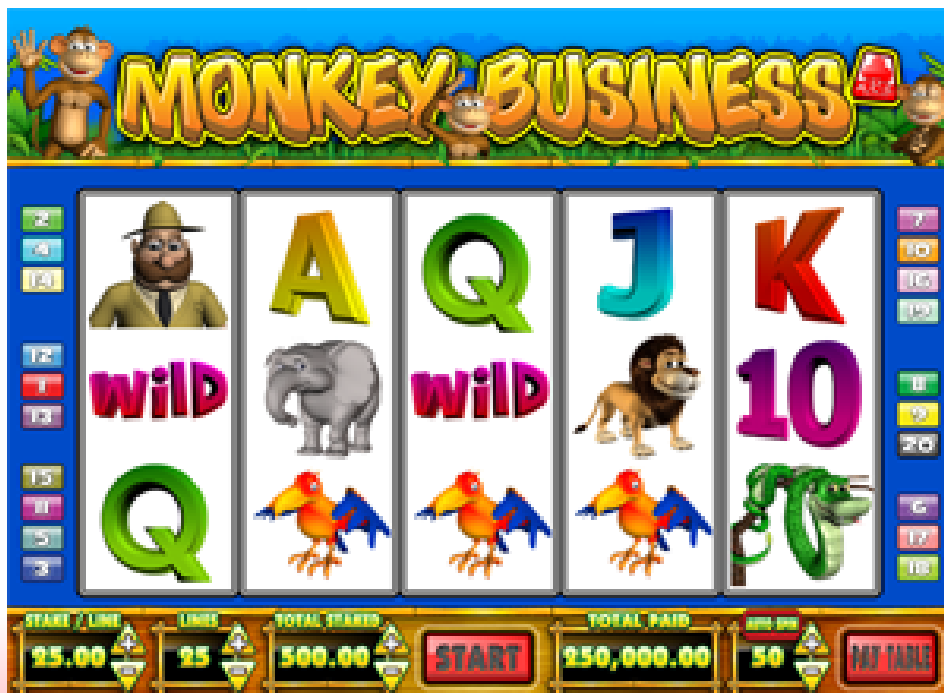 MONKEY BUSINESS
A Q J K
2 7
4 10
16
19
WiLD WiLD 10
12
1 8
13 9
20
Q
15
11 6
5 17
3 18
STAKE / LINE LINES TOTAL STAKED TOTAL PAID AUTO SPIN
25.00 25 500.00 START 250,000.00 50 PAY TABLE